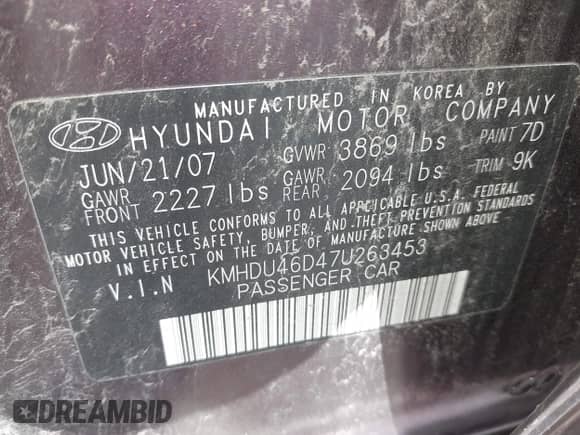 MANUFACTURED IN KOREA BY
HYUNDAI MOTOR COMPANY
JUN/21/07 GVWR 3869 lbs PAINT 7D
GAWR FRONT 2227 lbs GAWR REAR 2094 lbs TRIM 9K
THIS VEHICLE CONFORMS TO ALL APPLICABLE U.S.A. FEDERAL
MOTOR VEHICLE SAFETY, BUMPER, AND THEFT PREVENTION STANDARDS
IN EFFECT ON THE DATE OF MANUFACTURE SHOWN ABOVE
V.I.N KMHDU46D47U263453
PASSENGER CAR
DREAMBID